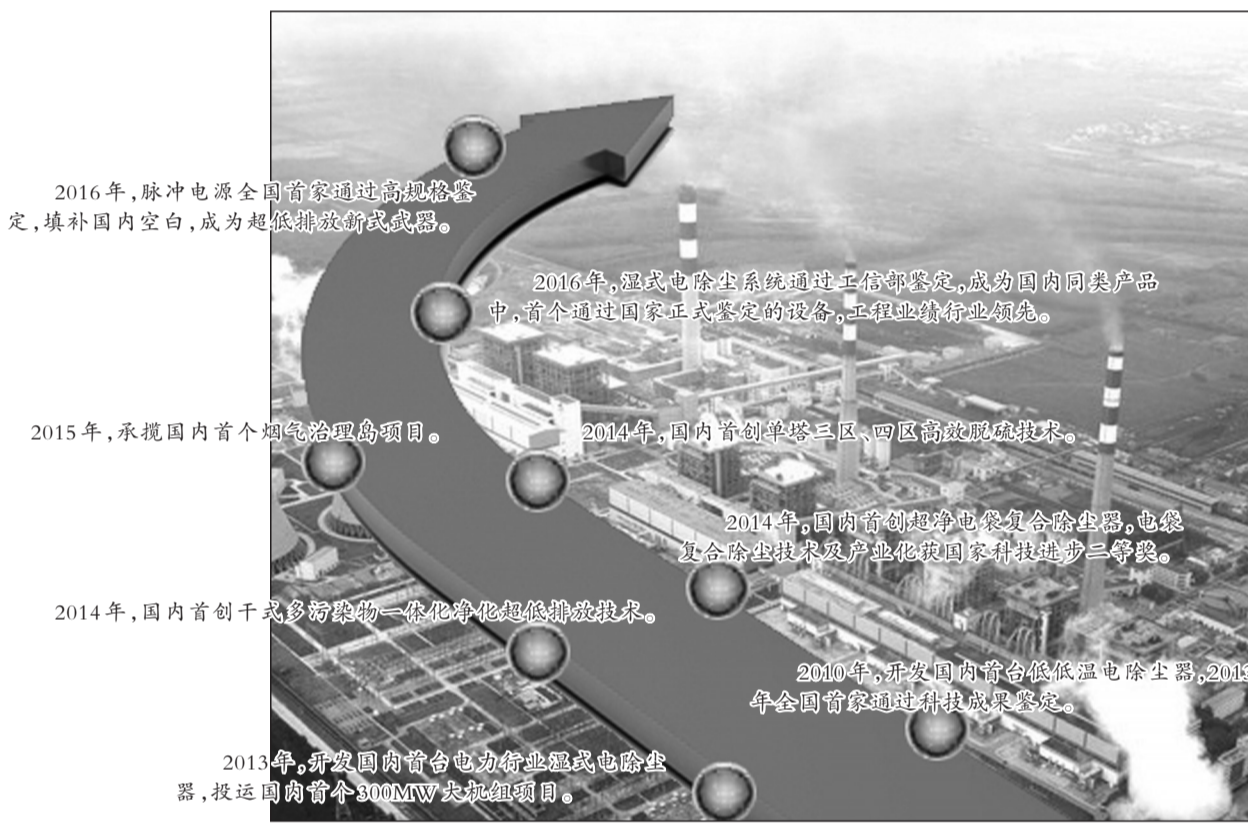 2016年,脉冲电源全国首家通过高规格鉴
定,填补国内空白,成为超低排放新式武器。
2016年,湿式电除尘系统通过工信部鉴定,成为国内同类产品
中,首个通过国家正式鉴定的设备,工程业绩行业领先。
2015年,承揽国内首个烟气治理岛项目。
2014年,国内首创单塔三区、四区高效脱硫技术。
2014年,国内首创超净电袋复合除尘器,电袋
复合除尘技术及产业化获国家科技进步二等奖。
2014年,国内首创干式多污染物一体化净化超低排放技术。
2010年,开发国内首台低低温电除尘器,2013
年全国首家通过科技成果鉴定。
2013年,开发国内首台电力行业湿式电除尘
器,投运国内首个300MW大机组项目。